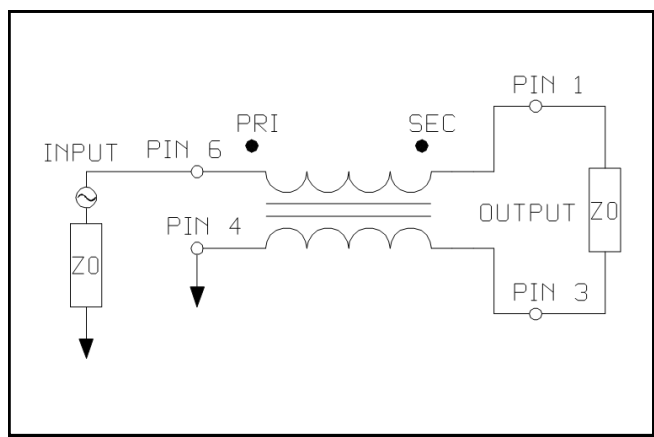 PIN 1
PRI
SEC
INPUT
PIN 6
PIN 4
OUTPUT
Z0
Z0
PIN 3